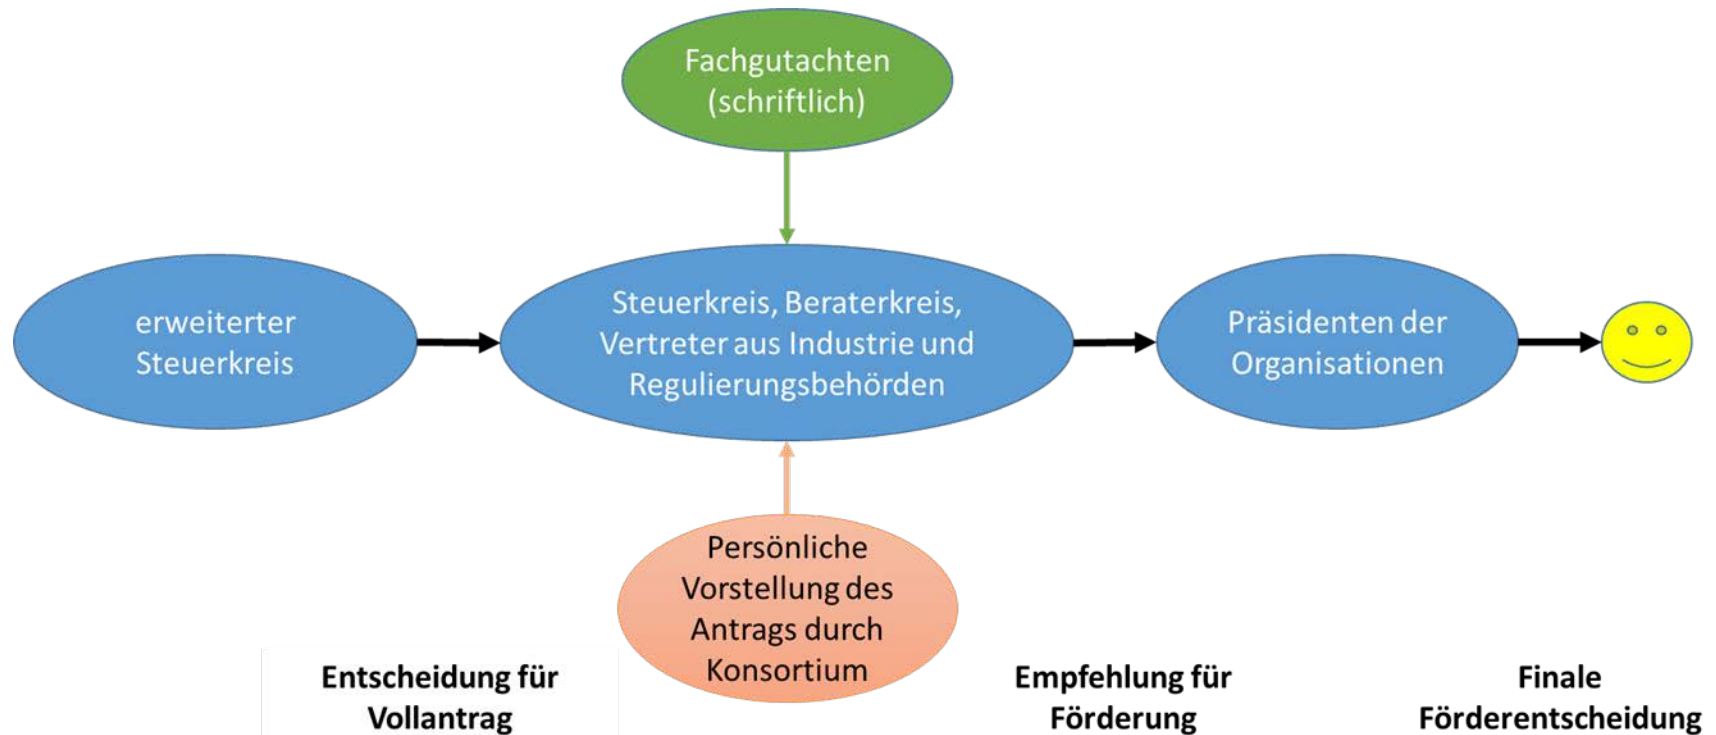 Fachgutachten
(schriftlich)
erweiterter
Steuerkreis
Steuerkreis, Beraterkreis,
Vertreter aus Industrie und
Regulierungsbehörden
Präsidenten der
Organisationen
Persönliche
Vorstellung des
Antrags durch
Konsortium
Entscheidung für
Vollantrag
Empfehlung für
Förderung
Finale
Förderentscheidung